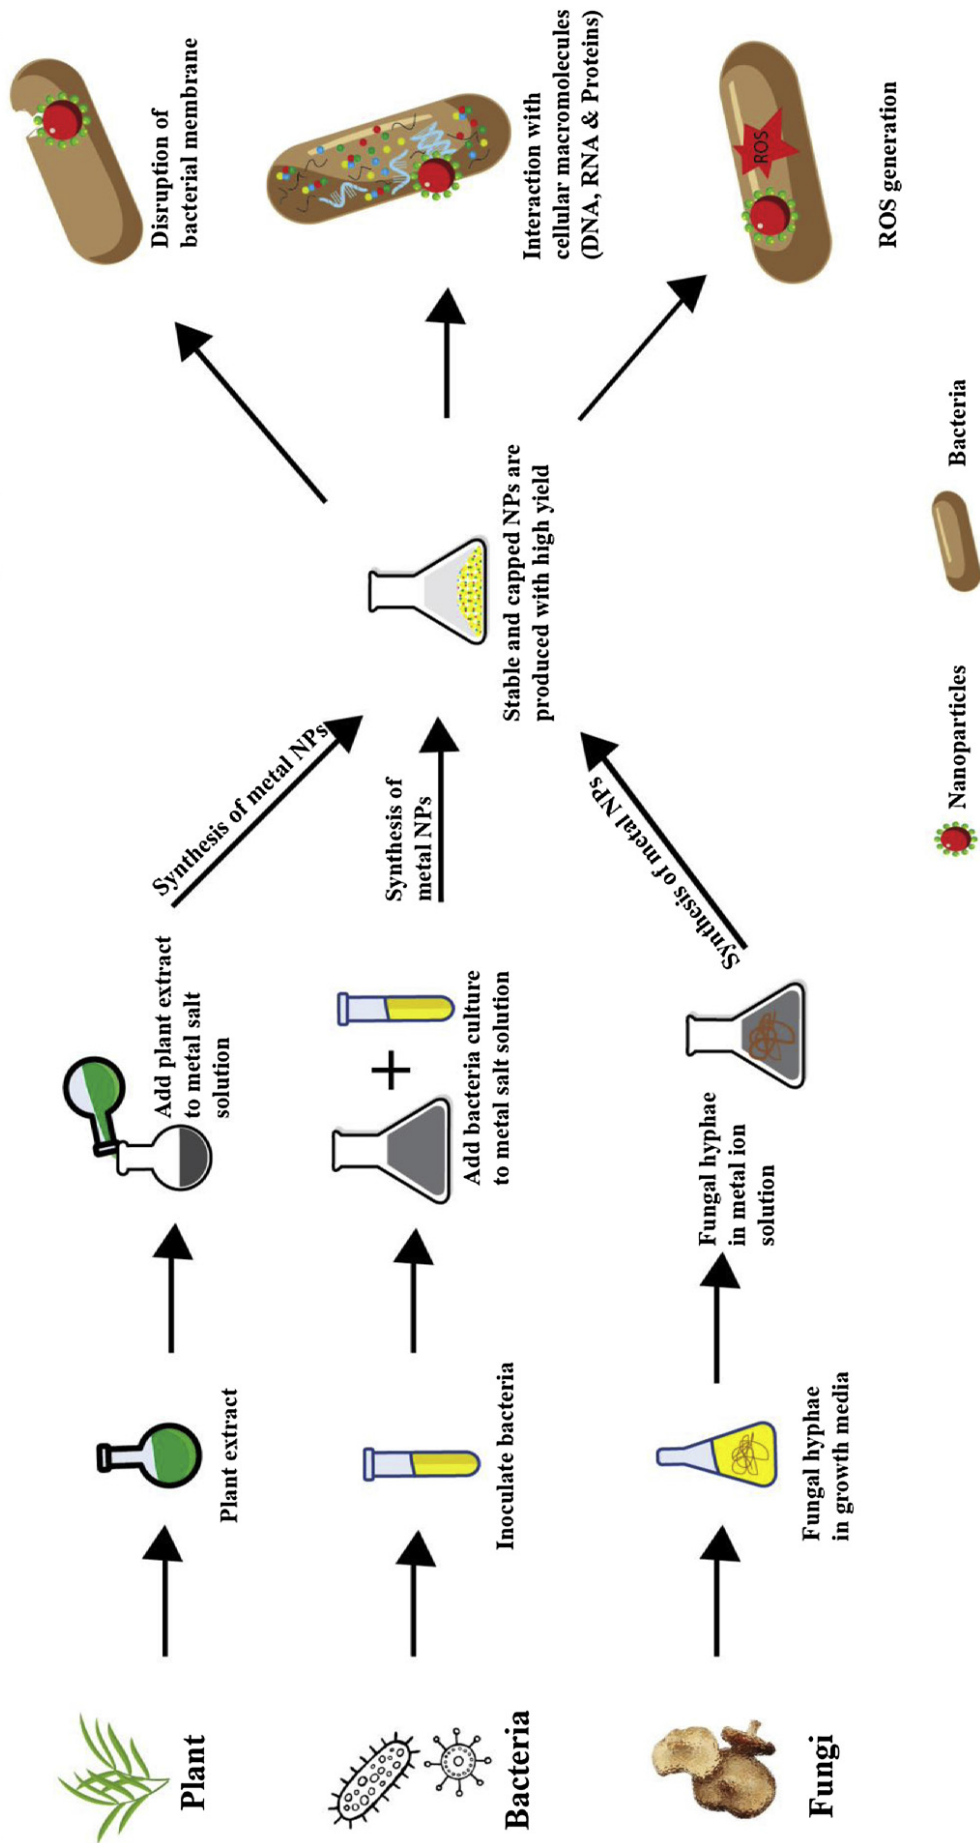 Plant
Plant extract
Add plant extract
to metal salt
solution
Synthesis of metal NPs
Bacteria
Inoculate bacteria
Add bacteria culture
to metal salt solution
Synthesis of
metal NPs
Fungi
Fungal hyphae
in growth media
Fungal hyphae
in metal ion
solution
Synthesis of metal NPs
Stable and capped NPs are
produced with high yield
Disruption of
bacterial membrane
Interaction with
cellular macromolecules
(DNA, RNA & Proteins)
ROS
ROS generation
Nanoparticles
Bacteria